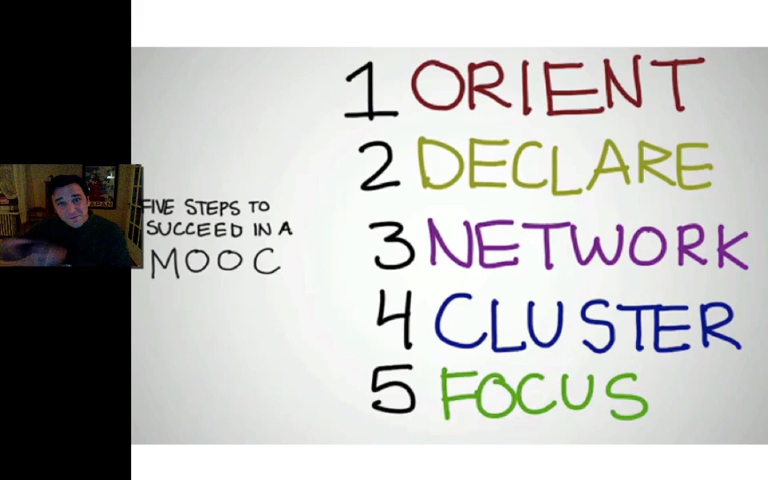 FIVE STEPS TO
SUCCEED IN A
MOOC
1 ORIENT
2 DECLARE
3 NETWORK
4 CLUSTER
5 FOCUS